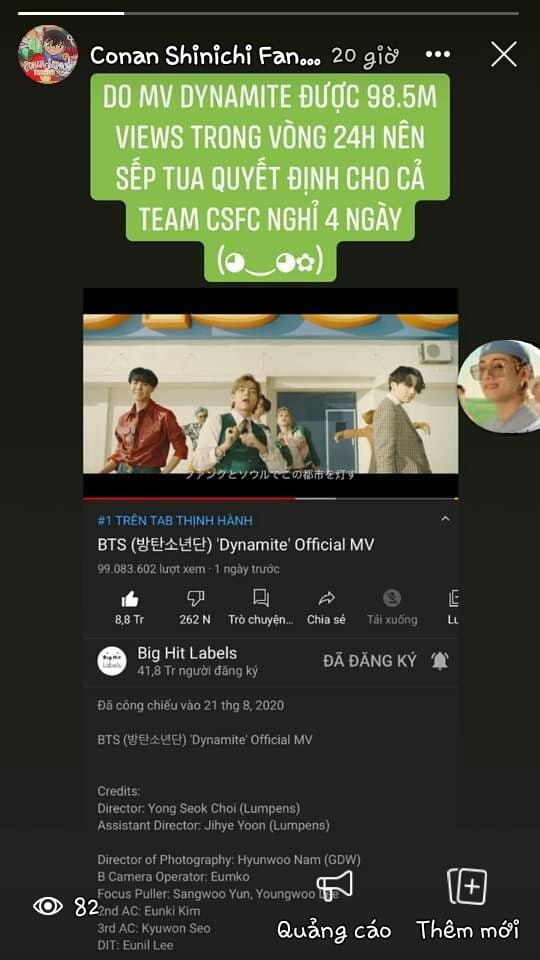 Conan Shinichi Fan... 20 giờ
DO MV DYNAMITE ĐƯỢC 98.5M
VIEWS TRONG VÒNG 24H NÊN
SẾP TUA QUYẾT ĐỊNH CHO CẢ
TEAM CSFC NGHỈ 4 NGÀY
(◕‿◕✿)
ファンクとソウルでこの都市を灯す
#1 TRÊN TAB THỊNH HÀNH
BTS (방탄소년단) 'Dynamite' Official MV
99.083.602 lượt xem · 1 ngày trước
8,8 Tr 262 N Trò chuyện... Chia sẻ Tải xuống Lư
Big Hit Labels
Big Hit Labels
41,8 Tr người đăng ký
ĐÃ ĐĂNG KÝ
Đã công chiếu vào 21 thg 8, 2020
BTS (방탄소년단) 'Dynamite' Official MV
Credits:
Director: Yong Seok Choi (Lumpens)
Assistant Director: Jihye Yoon (Lumpens)
Director of Photography: Hyunwoo Nam (GDW)
B Camera Operator: Eumko
Focus Puller: Sangwoo Yun, Youngwoo Lee
2nd AC: Eunki Kim
3rd AC: Kyuwon Seo
DIT: Eunil Lee
82
Quảng cáo Thêm mới